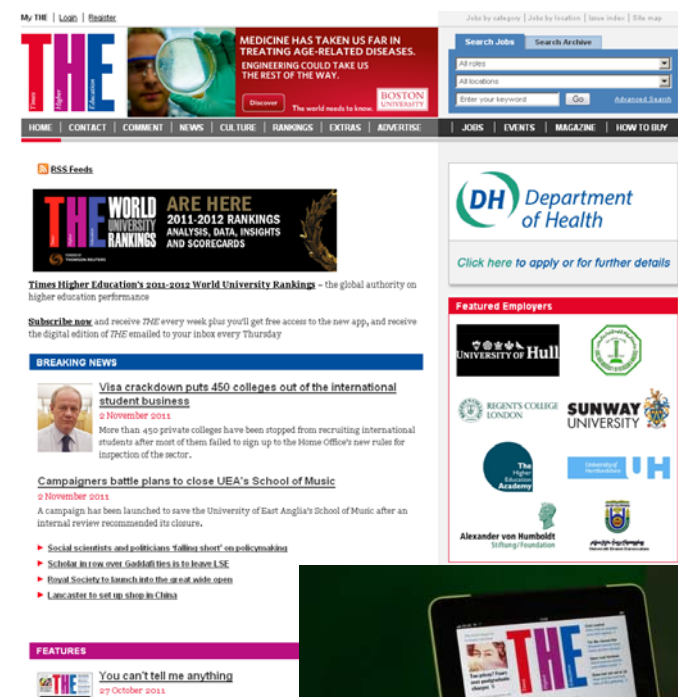 My THE | Login | Register
Jobs by category | Jobs by location | Issue index | Site map
THE
Times Higher Education
MEDICINE HAS TAKEN US FAR IN
TREATING AGE-RELATED DISEASES.
ENGINEERING COULD TAKE US
THE REST OF THE WAY.
Discover
The world needs to know.
BOSTON
UNIVERSITY
Search Jobs
Search Archive
All roles
All locations
Enter your keyword
Go
Advanced Search
HOME | CONTACT | COMMENT | NEWS | CULTURE | RANKINGS | EXTRAS | ADVERTISE | JOBS | EVENTS | MAGAZINE | HOW TO BUY
RSS Feeds
THE WORLD
UNIVERSITY
RANKINGS
THOMSON REUTERS
ARE HERE
2011-2012 RANKINGS
ANALYSIS, DATA, INSIGHTS
AND SCORECARDS
Times Higher Education's 2011-2012 World University Rankings – the global authority on
higher education performance
Subscribe now and receive THE every week plus you'll get free access to the new app, and receive
the digital edition of THE emailed to your inbox every Thursday
BREAKING NEWS
Visa crackdown puts 450 colleges out of the international
student business
2 November 2011
More than 450 private colleges have been stopped from recruiting international
students after most of them failed to sign up to the Home Office's new rules for
inspection of the sector.
Campaigners battle plans to close UEA's School of Music
2 November 2011
A campaign has been launched to save the University of East Anglia's School of Music after an
internal review recommended its closure.
Social scientists and politicians 'falling short' on policymaking
Scholar in row over Gaddafi ties is to leave LSE
Royal Society to launch into the great wide open
Lancaster to set up shop in China
FEATURES
THE
You can't tell me anything
27 October 2011
DH Department
of Health
Click here to apply or for further details
Featured Employers
UNIVERSITY OF Hull
REGENT'S COLLEGE
LONDON
SUNWAY
UNIVERSITY
The
Higher
Education
Academy
University of
Hertfordshire
UH
Alexander von Humboldt
Stiftung/Foundation
THE